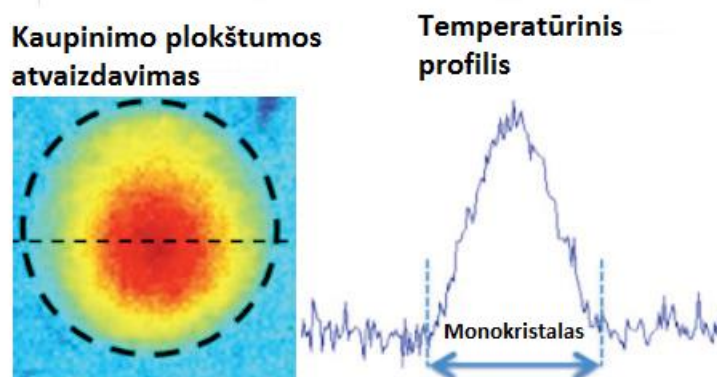 Kaupinimo plokštumos
atvaizdavimas
Temperatūrinis
profilis
Monokristalas